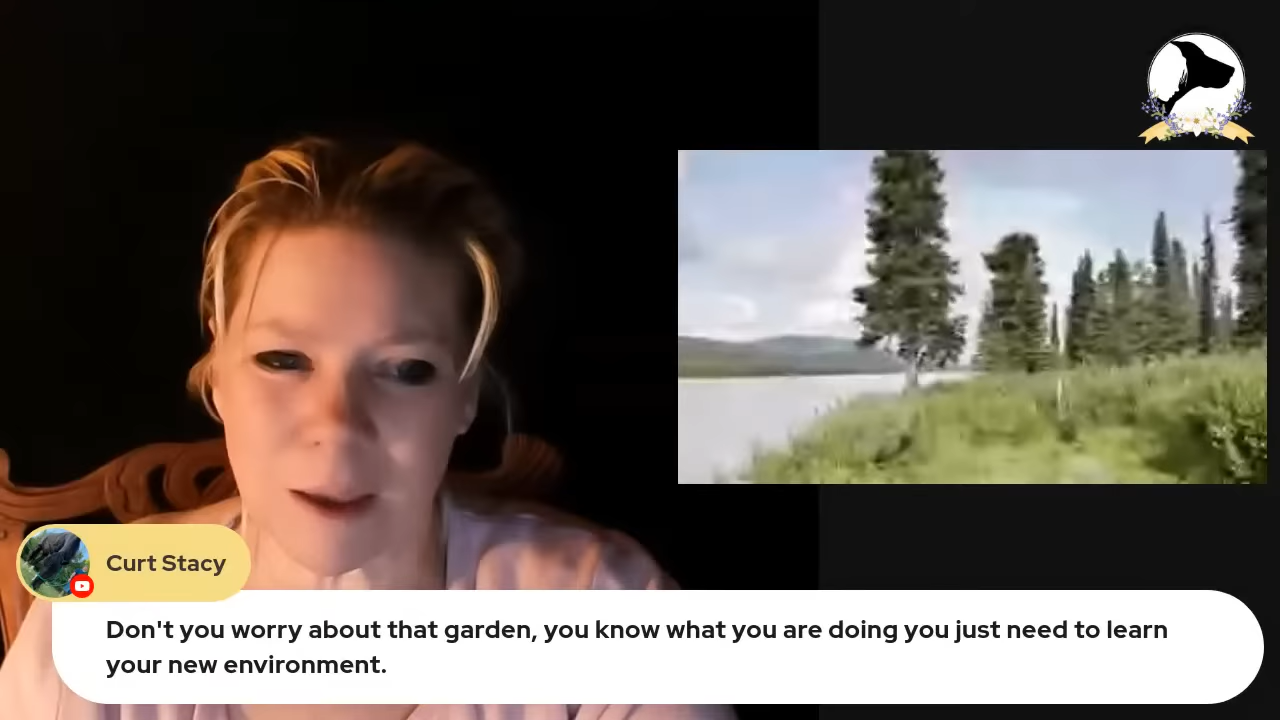 Curt Stacy
Don't you worry about that garden, you know what you are doing you just need to learn
your new environment.